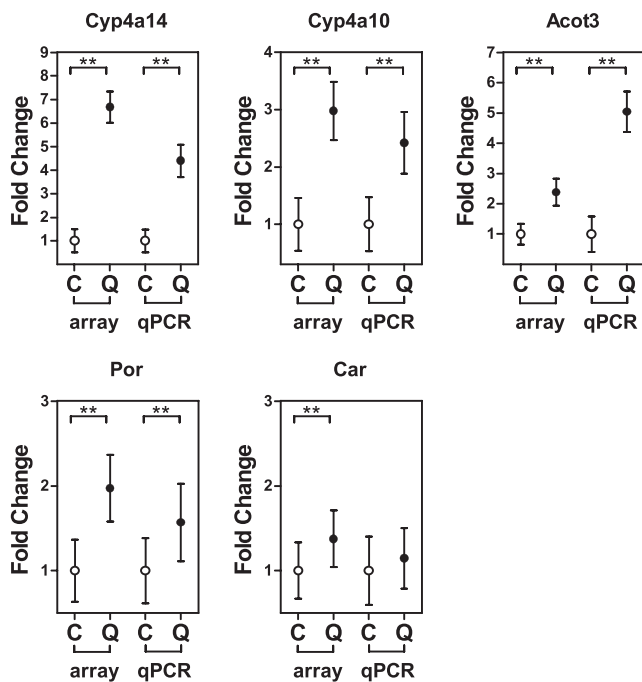 Cyp4a14
Fold Change
9
8
7
6
5
4
3
2
1
**
**
C Q C Q
array qPCR
Cyp4a10
Fold Change
4
3
2
1
**
**
C Q C Q
array qPCR
Acot3
Fold Change
7
6
5
4
3
2
1
**
**
C Q C Q
array qPCR
Por
Fold Change
3
2
1
**
**
C Q C Q
array qPCR
Car
Fold Change
3
2
1
**
C Q C Q
array qPCR